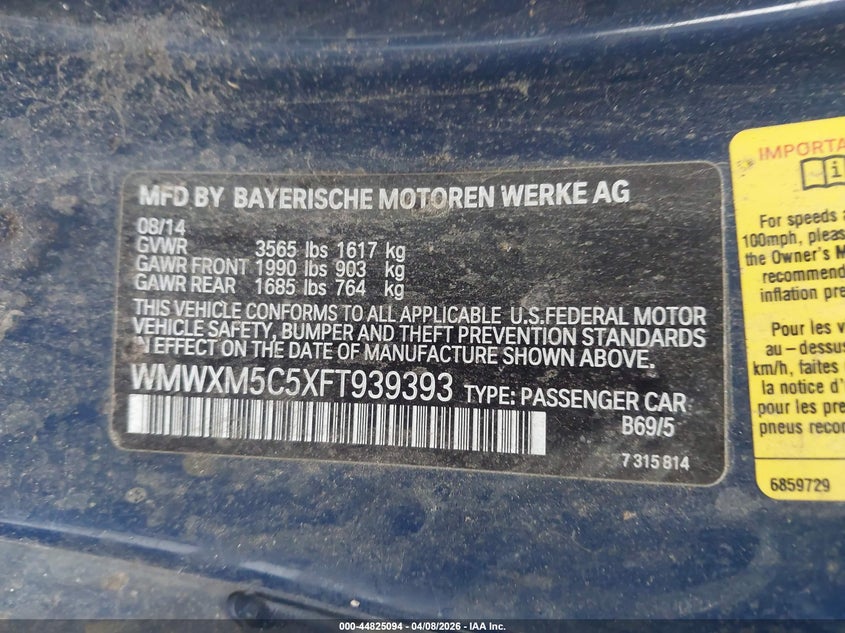 MFD BY BAYERISCHE MOTOREN WERKE AG
08/14
GVWR 3565 lbs 1617 kg
GAWR FRONT 1990 lbs 903 kg
GAWR REAR 1685 lbs 764 kg
THIS VEHICLE CONFORMS TO ALL APPLICABLE U.S.FEDERAL MOTOR
VEHICLE SAFETY, BUMPER AND THEFT PREVENTION STANDARDS
IN EFFECT ON THE DATE OF MANUFACTURE SHOWN ABOVE.
WMWXM5C5XFT939393 TYPE: PASSENGER CAR
B69/5
7315814
IMPORTA
i
For speeds a
100mph, pleas
the Owner's M
recommend
inflation pre
Pour les v
au-dessus
km/h, faites
la notice d'
pour les pre
pneus recom
6859729
000-44825094 - 04/08/2026 - IAA Inc.